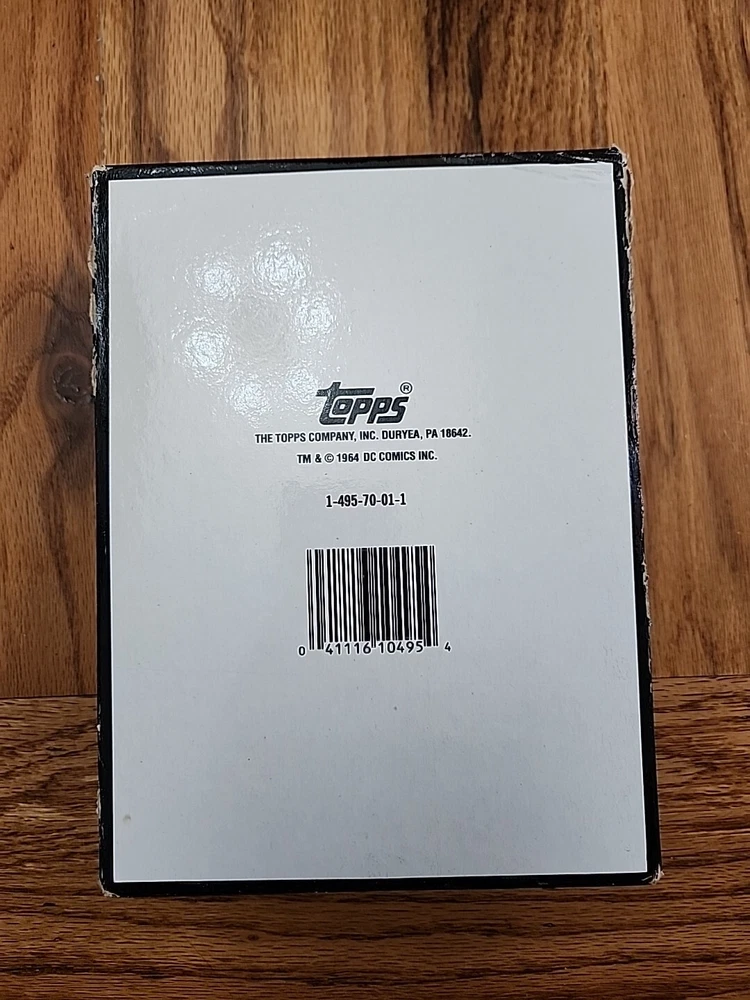 topps®
THE TOPPS COMPANY, INC. DURYEA, PA 18642.
TM & © 1964 DC COMICS INC.
1-495-70-01-1
0 41116 10495 4